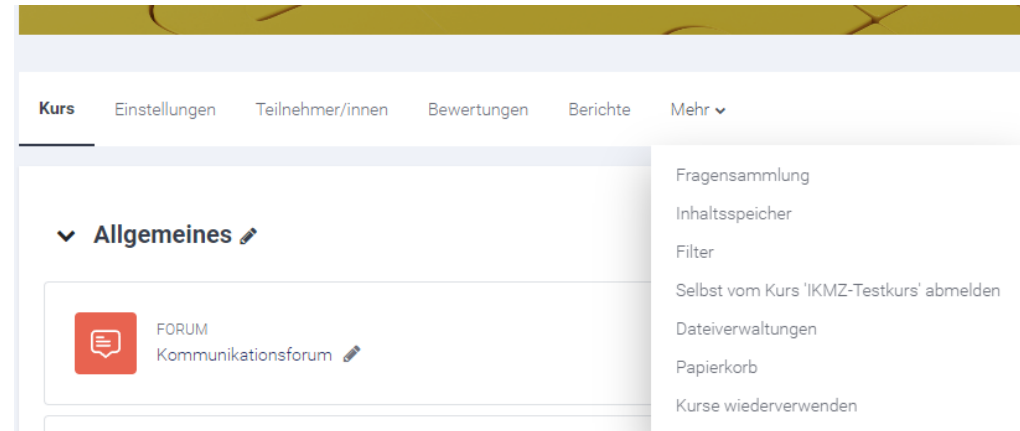 Kurs Einstellungen Teilnehmer/innen Bewertungen Berichte Mehr
Fragensammlung
Inhaltsspeicher
Filter
Selbst vom Kurs 'IKMZ-Testkurs' abmelden
Dateiverwaltungen
Papierkorb
Kurse wiederverwenden
Allgemeines
FORUM
Kommunikationsforum